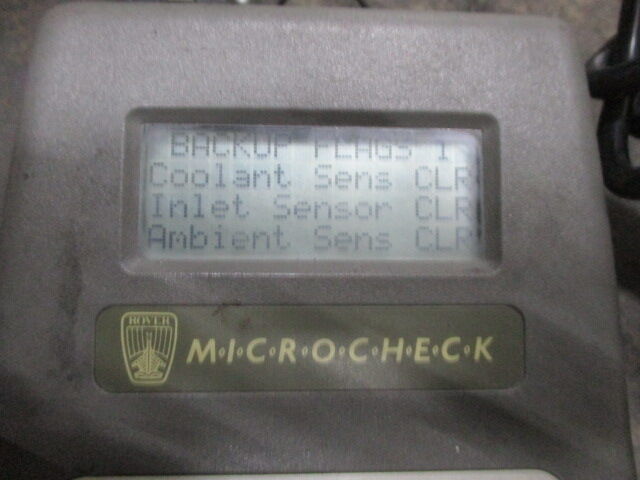 BACKUP FLAGS 1
Coolant Sens CLR
Inlet Sensor CLR
Ambient Sens CLR
ROVER
M·I·C·R·O·C·H·E·C·K